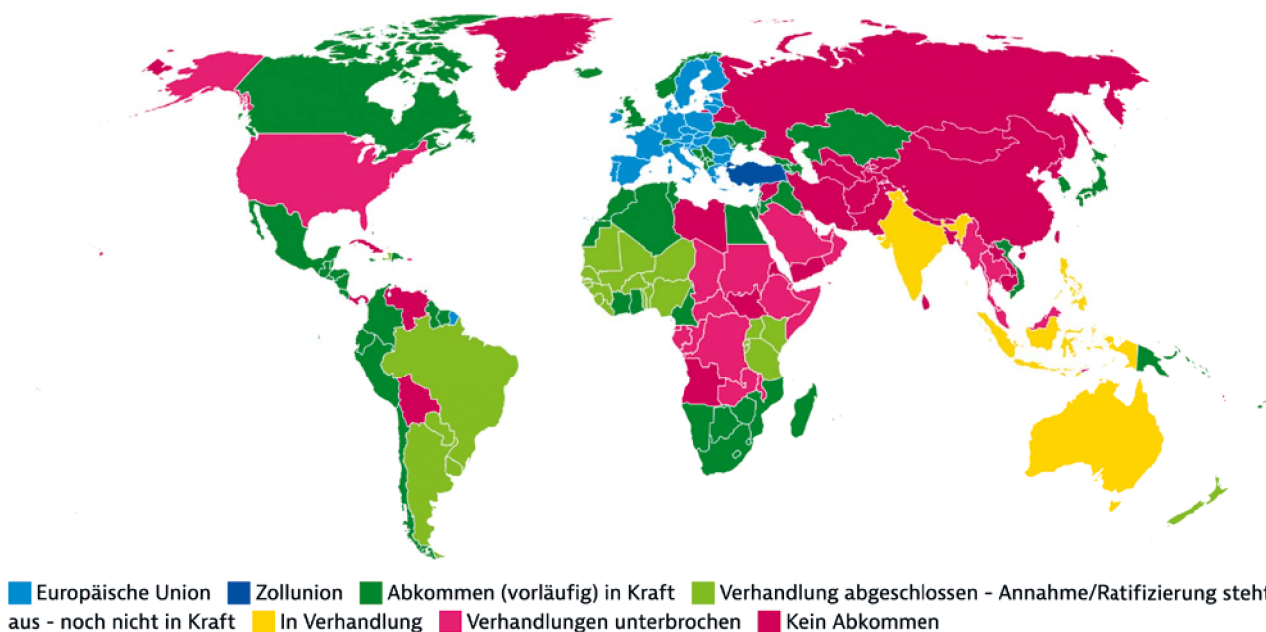 Europäische Union Zollunion Abkommen (vorläufig) in Kraft Verhandlung abgeschlossen - Annahme/Ratifizierung steht
aus - noch nicht in Kraft In Verhandlung Verhandlungen unterbrochen Kein Abkommen